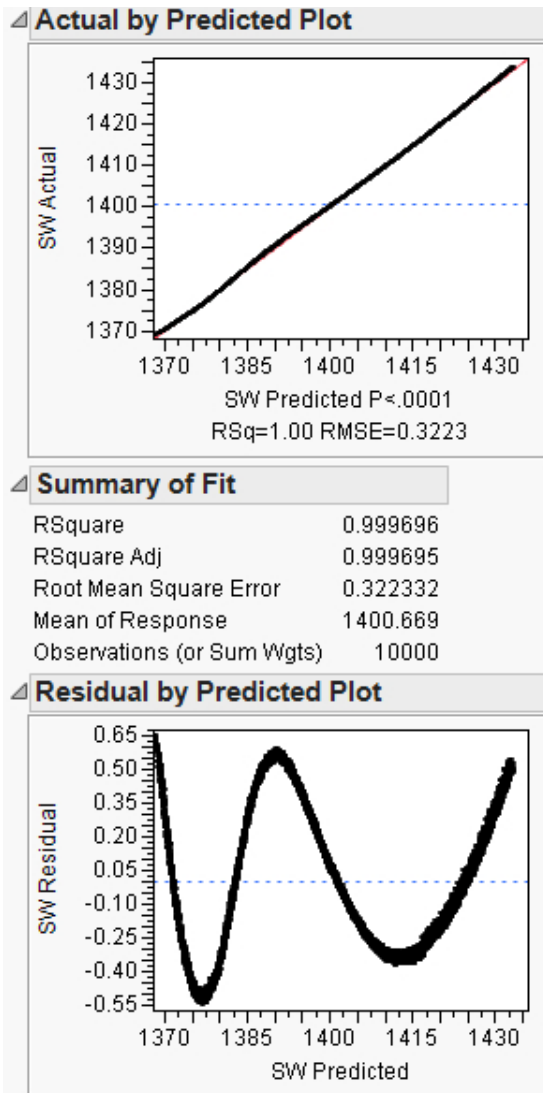 Actual by Predicted Plot
1430
1420
1410
1400
1390
1380
1370
SW Actual
1370 1385 1400 1415 1430
SW Predicted P<.0001
RSq=1.00 RMSE=0.3223
Summary of Fit
RSquare 0.999696
RSquare Adj 0.999695
Root Mean Square Error 0.322332
Mean of Response 1400.669
Observations (or Sum Wgts) 10000
Residual by Predicted Plot
0.65
0.50
0.35
0.20
0.05
-0.10
-0.25
-0.40
-0.55
SW Residual
1370 1385 1400 1415 1430
SW Predicted